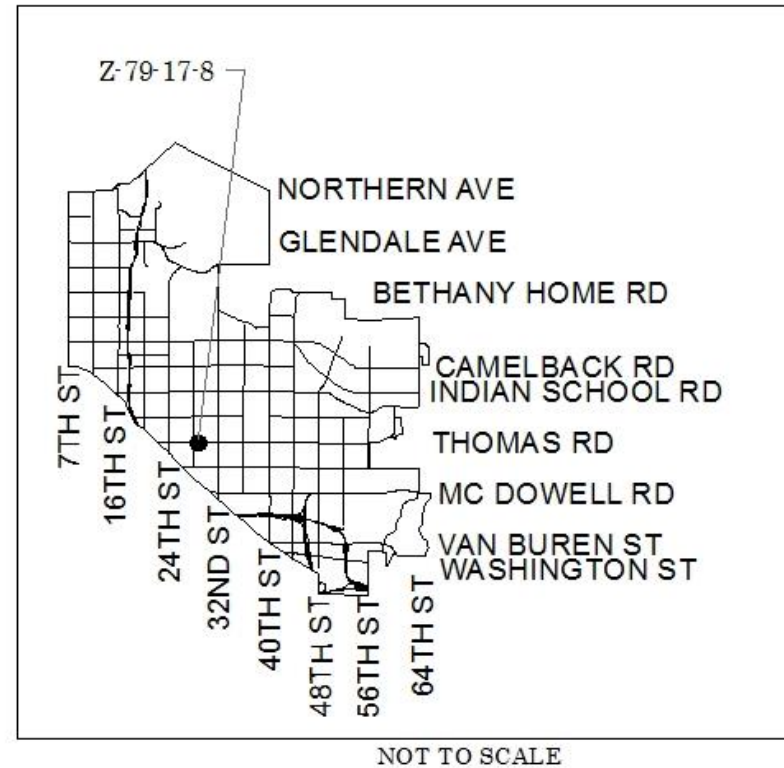 Z-79-17-8
NORTHERN AVE
GLENDALE AVE
BETHANY HOME RD
CAMELBACK RD
INDIAN SCHOOL RD
THOMAS RD
MC DOWELL RD
VAN BUREN ST
WASHINGTON ST
7TH ST
16TH ST
24TH ST
32ND ST
40TH ST
48TH ST
56TH ST
64TH ST
NOT TO SCALE